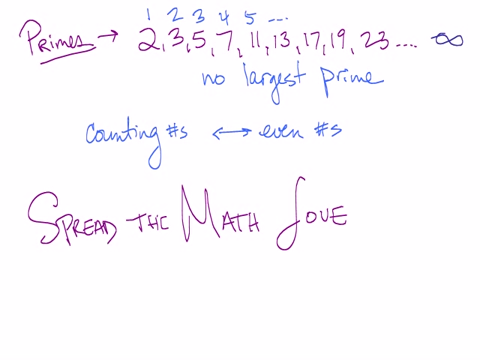 1 2 3 4 5 ...
PRIMES → 2, 3, 5, 7, 11, 13, 17, 19, 23 .... ∞
no largest prime
counting #s ↔ even #s
SPREAD THE MATH LOVE